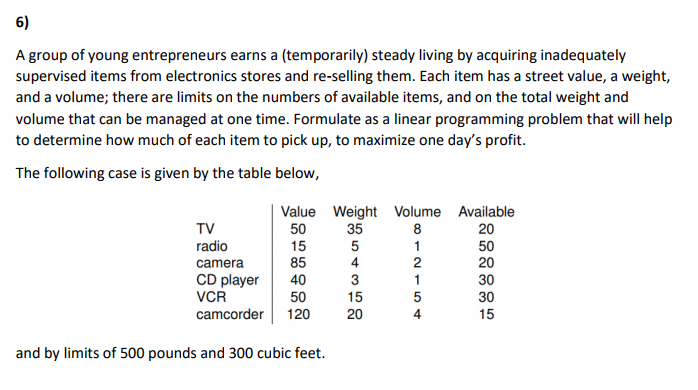 6)
A group of young entrepreneurs earns a (temporarily) steady living by acquiring inadequately
supervised items from electronics stores and re-selling them. Each item has a street value, a weight,
and a volume; there are limits on the numbers of available items, and on the total weight and
volume that can be managed at one time. Formulate as a linear programming problem that will help
to determine how much of each item to pick up, to maximize one day's profit.
The following case is given by the table below,
Value Weight Volume Available
TV 50 35 8 20
radio 15 5 1 50
camera 85 4 2 20
CD player 40 3 1 30
VCR 50 15 5 30
camcorder 120 20 4 15
and by limits of 500 pounds and 300 cubic feet.